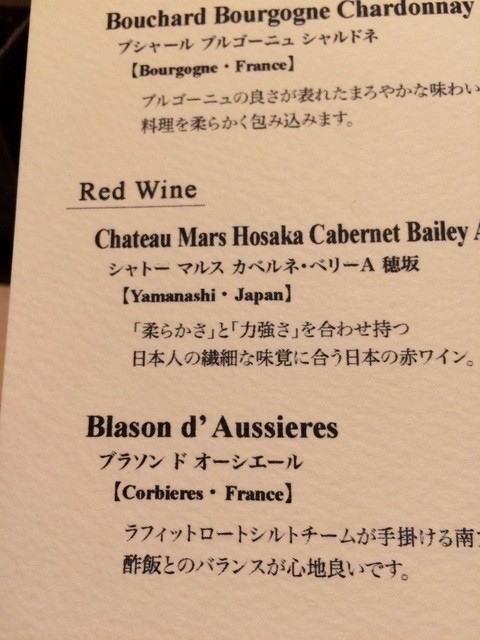 Bouchard Bourgogne Chardonnay
ブシャール ブルゴーニュ シャルドネ
【Bourgogne・France】
ブルゴーニュの良さが表れたまろやかな味わい
料理を柔らかく包み込みます。
Red Wine
Chateau Mars Hosaka Cabernet Bailey A
シャトー マルス カベルネ・ベリーA 穂坂
【Yamanashi・Japan】
「柔らかさ」と「力強さ」を合わせ持つ
日本人の繊細な味覚に合う日本の赤ワイン。
Blason d' Aussieres
ブラソン ド オーシエール
【Corbieres・France】
ラフィットロートシルトチームが手掛ける南
酢飯とのバランスが心地良いです。